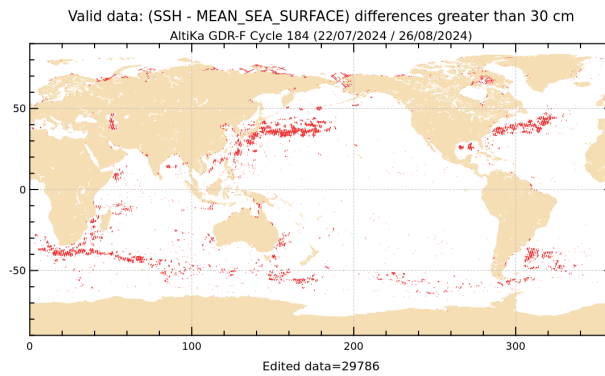 Valid data: (SSH - MEAN_SEA_SURFACE) differences greater than 30 cm
AltiKa GDR-F Cycle 184 (22/07/2024 / 26/08/2024)
50
0
-50
0 100 200 300
Edited data=29786